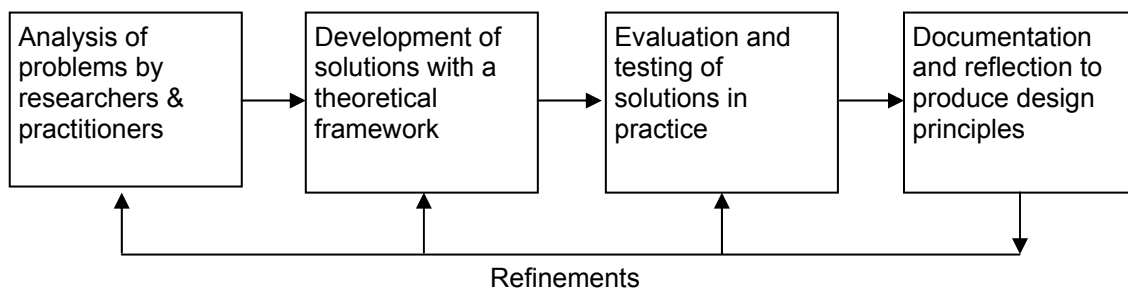 Analysis of
problems by
researchers &
practitioners
Development of
solutions with a
theoretical
framework
Evaluation and
testing of
solutions in
practice
Documentation
and reflection to
produce design
principles
Refinements